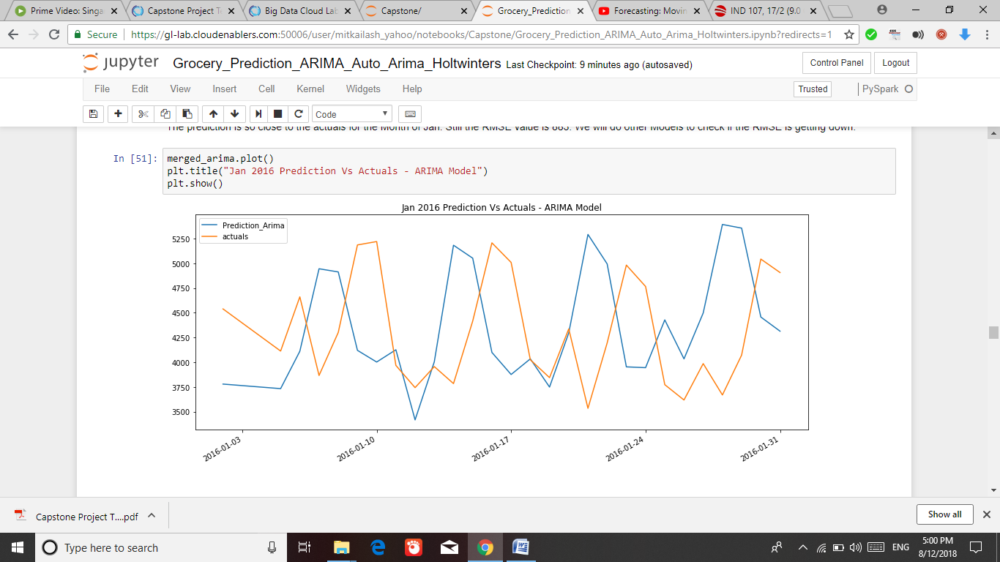 Prime Video: Singa
Capstone Project Te
Big Data Cloud Lab
Capstone/
Grocery_Prediction
Forecasting: Movin
IND 107, 17/2 (9.0
Secure
https://gl-lab.cloudenablers.com:50006/user/mitkailash_yahoo/notebooks/Capstone/Grocery_Prediction_ARIMA_Auto_Arima_Holtwinters.ipynb?redirects=1
jupyter
Grocery_Prediction_ARIMA_Auto_Arima_Holtwinters Last Checkpoint: 9 minutes ago (autosaved)
Control Panel
Logout
File Edit View Insert Cell Kernel Widgets Help
Trusted
PySpark
Code
The prediction is so close to the actuals for the Month of Jan. Still the RMSE value is 883. We will do other Models to check if the RMSE is getting down.
In [51]:
merged_arima.plot()
plt.title("Jan 2016 Prediction Vs Actuals - ARIMA Model")
plt.show()
Jan 2016 Prediction Vs Actuals - ARIMA Model
Prediction_Arima
actuals
5250
5000
4750
4500
4250
4000
3750
3500
2016-01-03
2016-01-10
2016-01-17
2016-01-24
2016-01-31
Capstone Project T....pdf
Show all
Type here to search
ENG
5:00 PM
8/12/2018